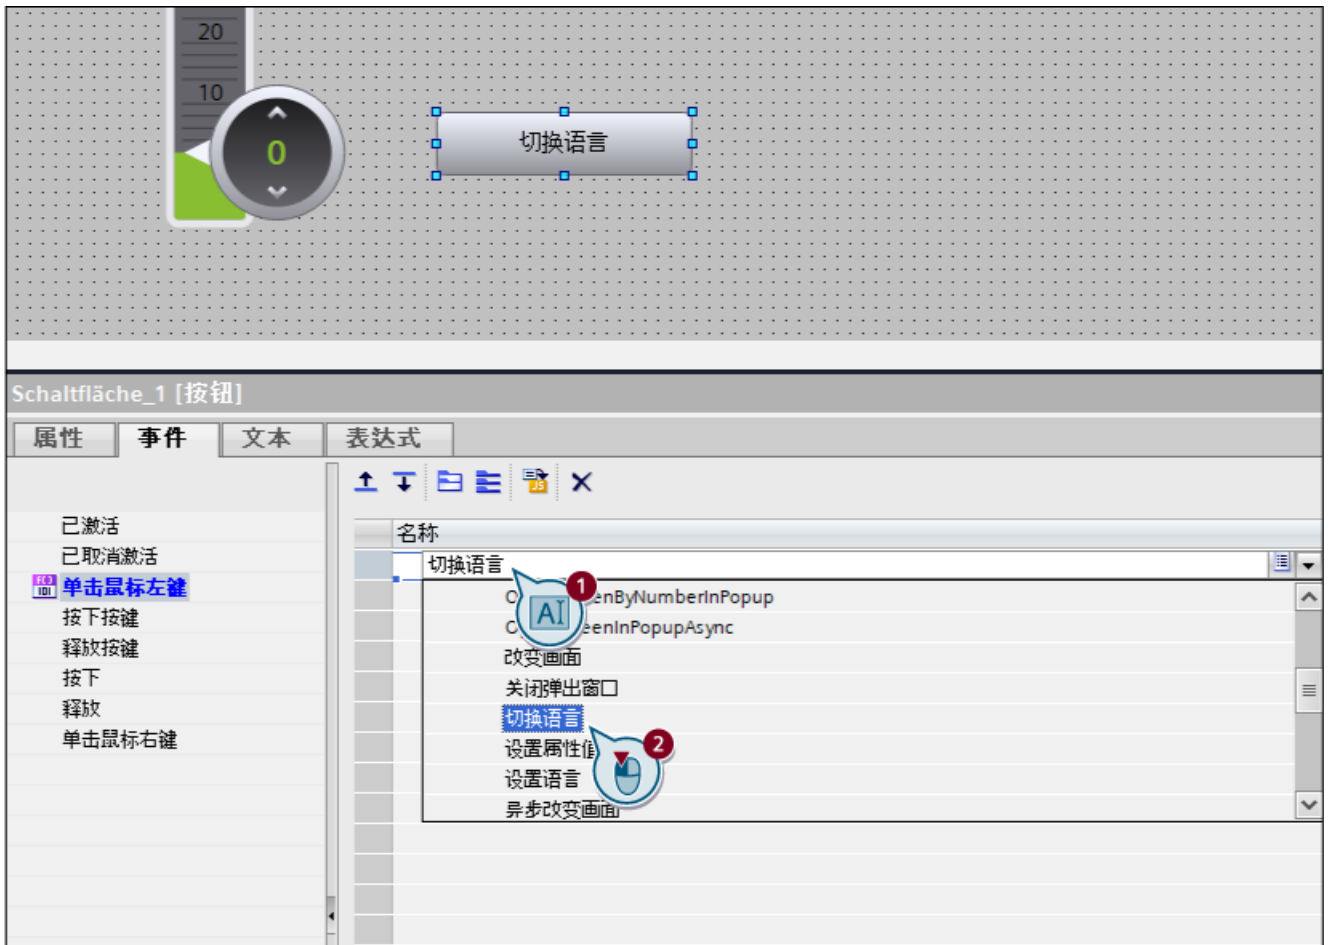 20
10
0
切换语言
Schaltfläche_1 [按钮]
属性 事件 文本 表达式
名称
已激活
已取消激活
单击鼠标左键
按下按键
释放按键
按下
释放
单击鼠标右键
切换语言
1
enByNumberInPopup
eenInPopupAsync
改变画面
关闭弹出窗口
切换语言
2
设置属性值
设置语言
异步改变画面